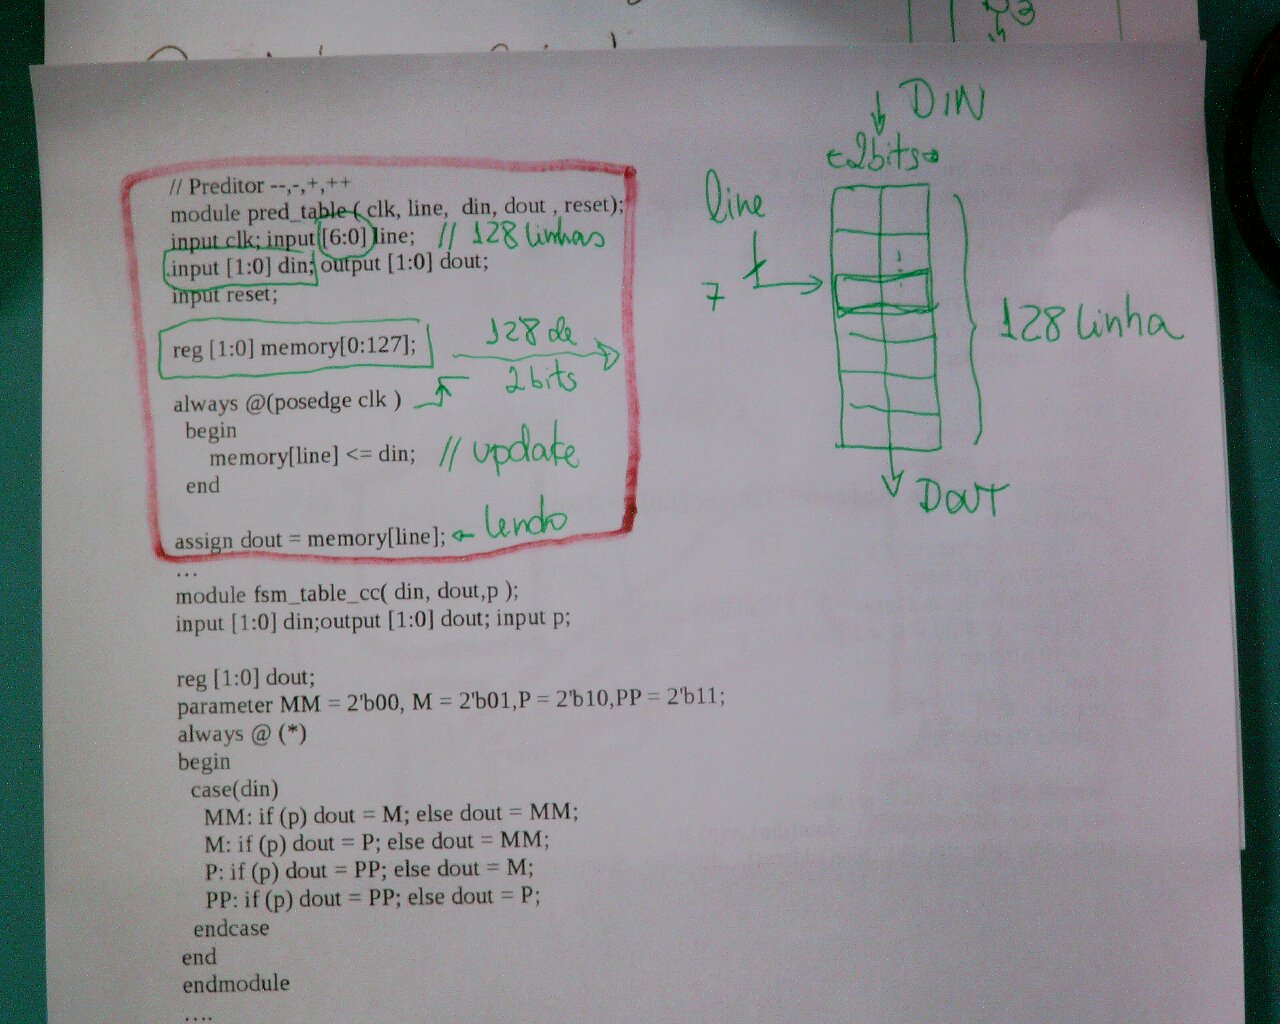 // Preditor --,-,+,++
module pred_table ( clk, line, din, dout , reset);
input clk; input [6:0] line; // 128 linhas
input [1:0] din; output [1:0] dout;
input reset;
reg [1:0] memory[0:127]; 128 de
2bits
always @(posedge clk )
begin
memory[line] <= din; // update
end
assign dout = memory[line]; lendo
...
module fsm_table_cc( din, dout,p );
input [1:0] din;output [1:0] dout; input p;
reg [1:0] dout;
parameter MM = 2'b00, M = 2'b01,P = 2'b10,PP = 2'b11;
always @ (*)
begin
case(din)
MM: if (p) dout = M; else dout = MM;
M: if (p) dout = P; else dout = MM;
P: if (p) dout = PP; else dout = M;
PP: if (p) dout = PP; else dout = P;
endcase
end
endmodule
....
DIN
2bits
line
7
128 linha
DOUT